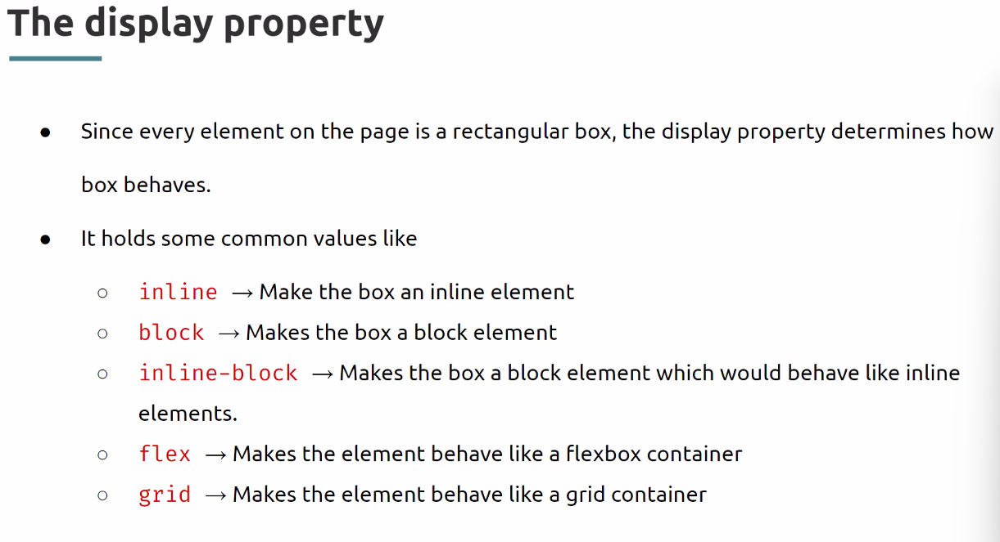 The display property
● Since every element on the page is a rectangular box, the display property determines how
box behaves.
● It holds some common values like
○ inline → Make the box an inline element
○ block → Makes the box a block element
○ inline-block → Makes the box a block element which would behave like inline
elements.
○ flex → Makes the element behave like a flexbox container
○ grid → Makes the element behave like a grid container